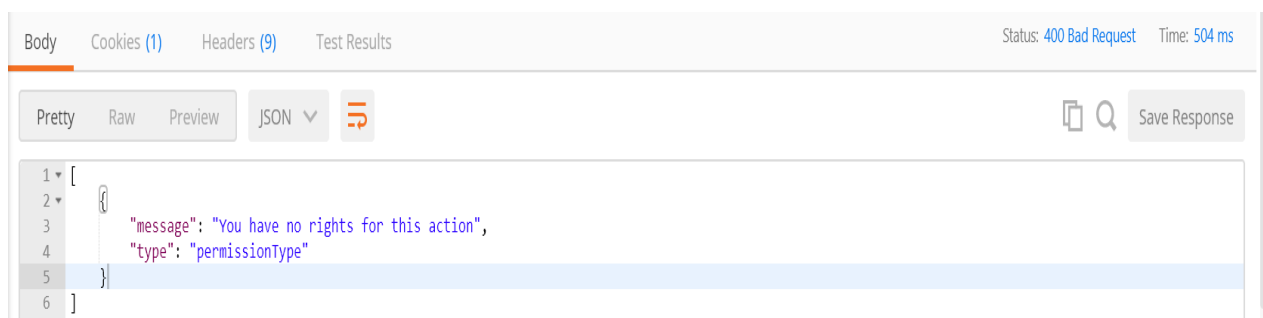 Body Cookies (1) Headers (9) Test Results Status: 400 Bad Request Time: 504 ms
Pretty Raw Preview JSON Save Response
1 [
2 {
3 "message": "You have no rights for this action",
4 "type": "permissionType"
5 }
6 ]